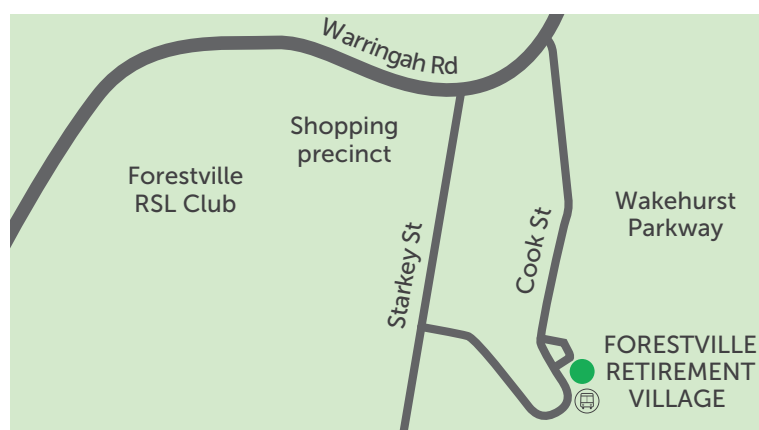 Warringah Rd
Shopping
precinct
Forestville
RSL Club
Wakehurst
Parkway
Starkey St
Cook St
FORESTVILLE
RETIREMENT
VILLAGE